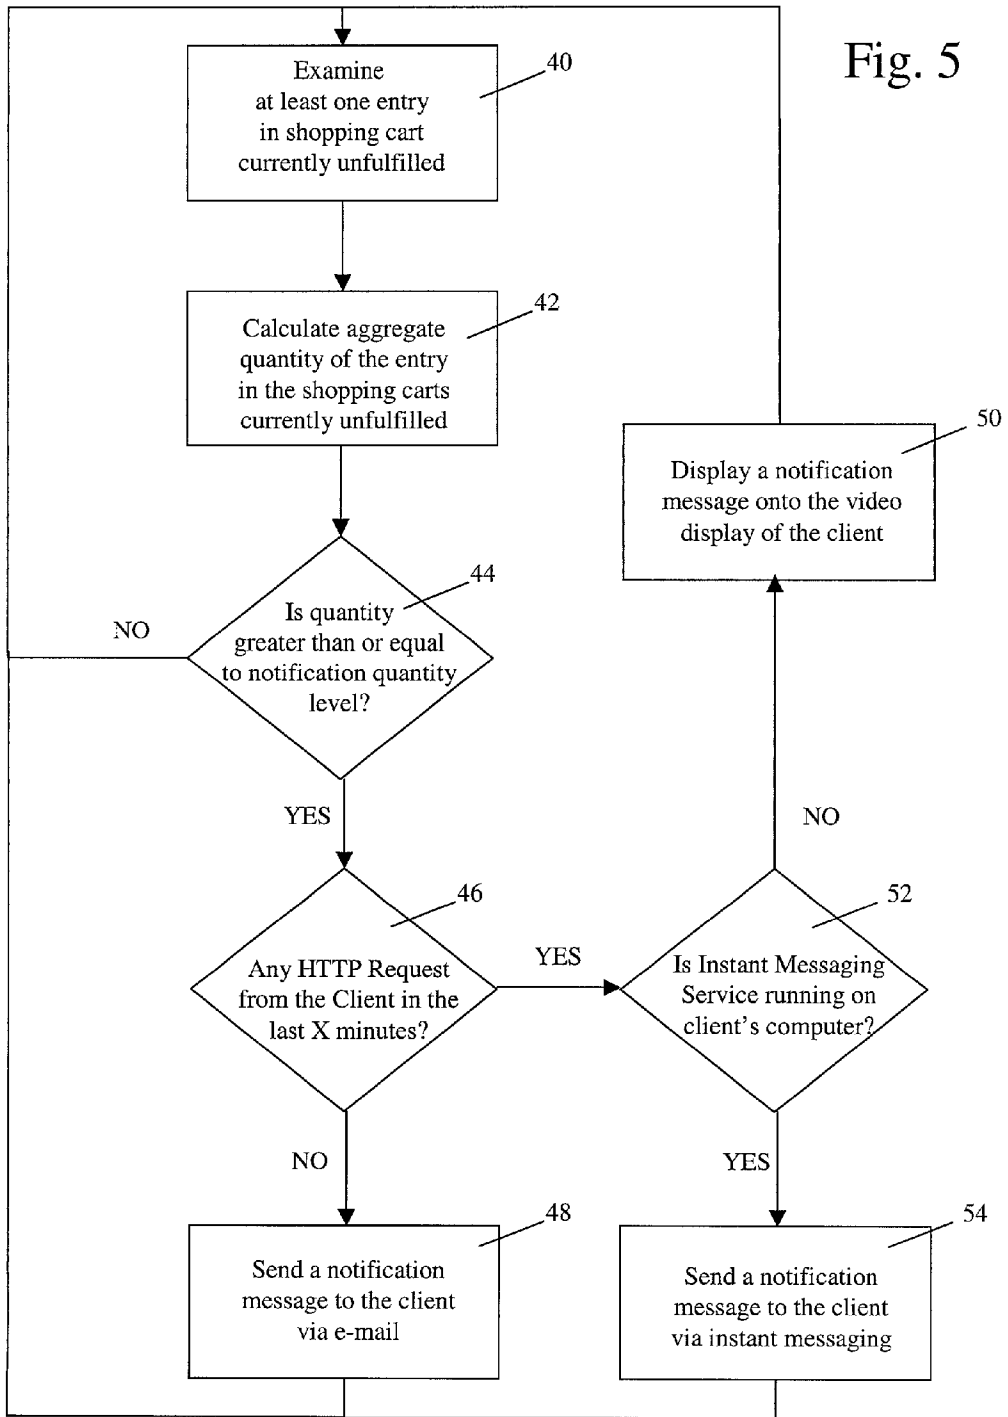 Fig. 5
40
Examine
at least one entry
in shopping cart
currently unfulfilled
42
Calculate aggregate
quantity of the entry
in the shopping carts
currently unfulfilled
50
Display a notification
message onto the video
display of the client
44
Is quantity
greater than or equal
to notification quantity
level?
NO
YES
NO
46
Any HTTP Request
from the Client in the
last X minutes?
YES
52
Is Instant Messaging
Service running on
client's computer?
NO
YES
48
Send a notification
message to the client
via e-mail
54
Send a notification
message to the client
via instant messaging